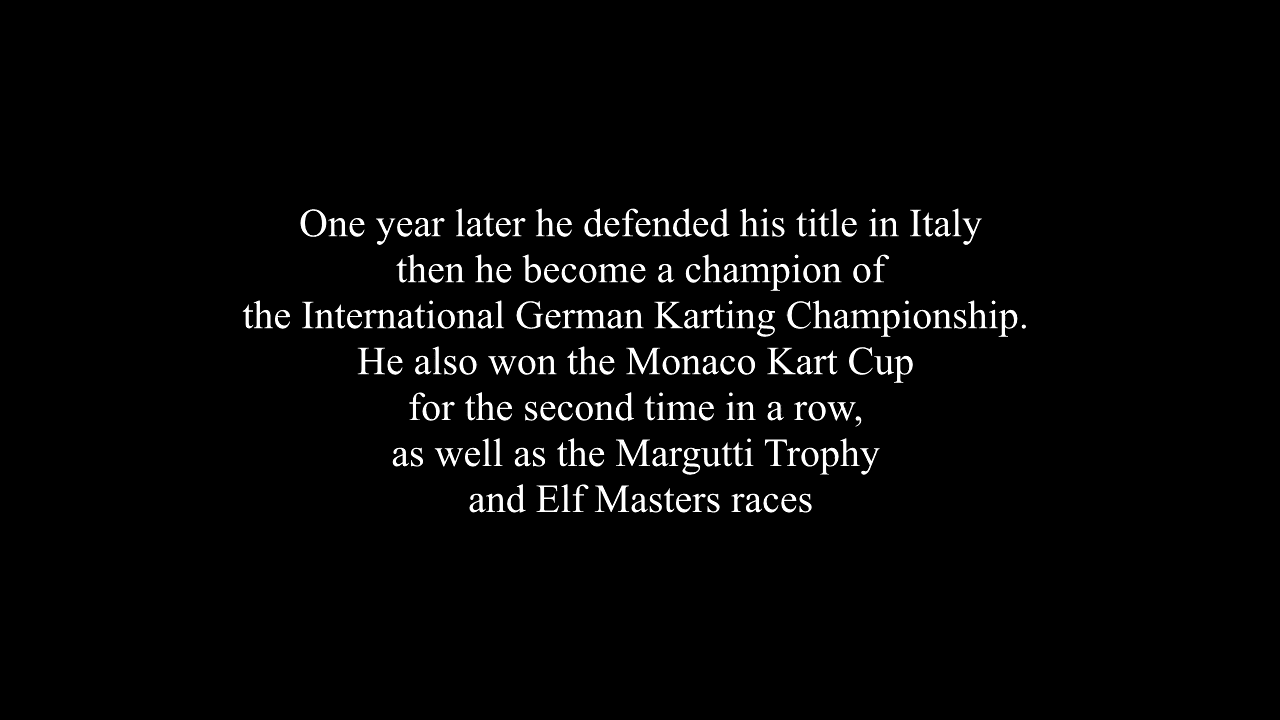 One year later he defended his title in Italy
then he become a champion of
the International German Karting Championship.
He also won the Monaco Kart Cup
for the second time in a row,
as well as the Margutti Trophy
and Elf Masters races